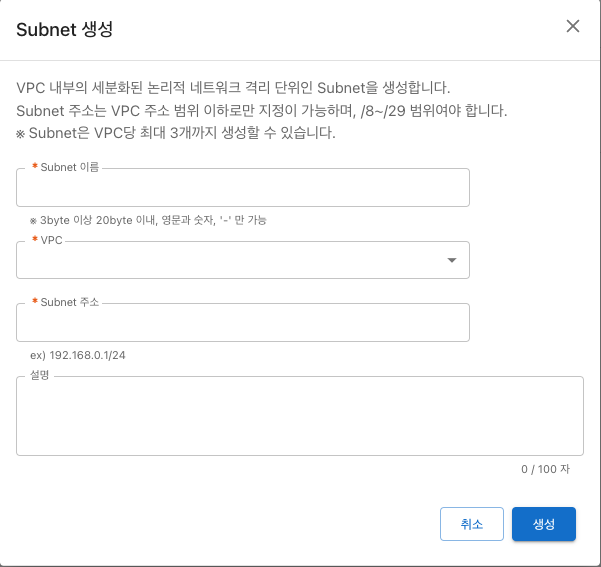 Subnet 생성
VPC 내부의 세분화된 논리적 네트워크 격리 단위인 Subnet을 생성합니다.
Subnet 주소는 VPC 주소 범위 이하로만 지정이 가능하며, /8~/29 범위여야 합니다.
※ Subnet은 VPC당 최대 3개까지 생성할 수 있습니다.
* Subnet 이름
※ 3byte 이상 20byte 이내, 영문과 숫자, '-' 만 가능
* VPC
* Subnet 주소
ex) 192.168.0.1/24
설명
0 / 100 자
취소 생성